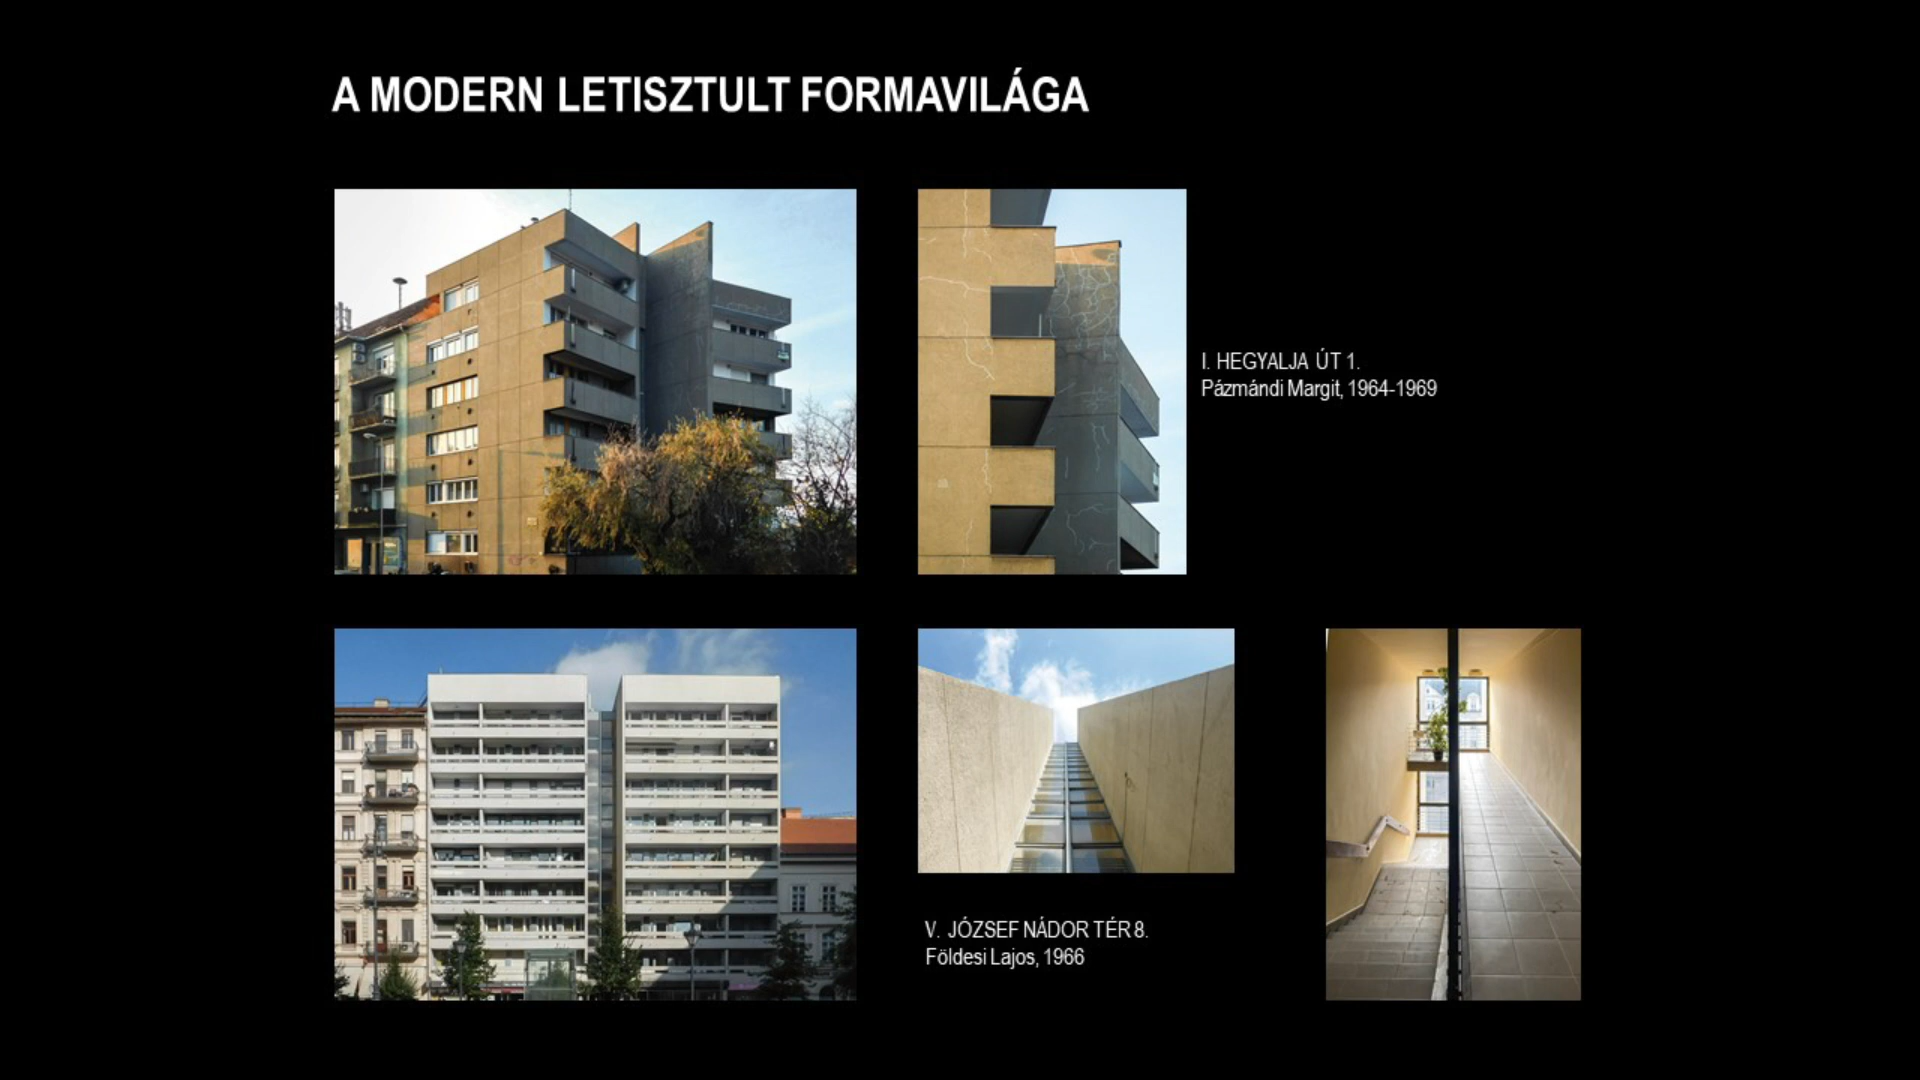 A MODERN LETISZTULT FORMAVILÁGA
I. HEGYALJA ÚT 1.
Pázmándi Margit, 1964-1969
V. JÓZSEF NÁDOR TÉR 8.
Földesi Lajos, 1966